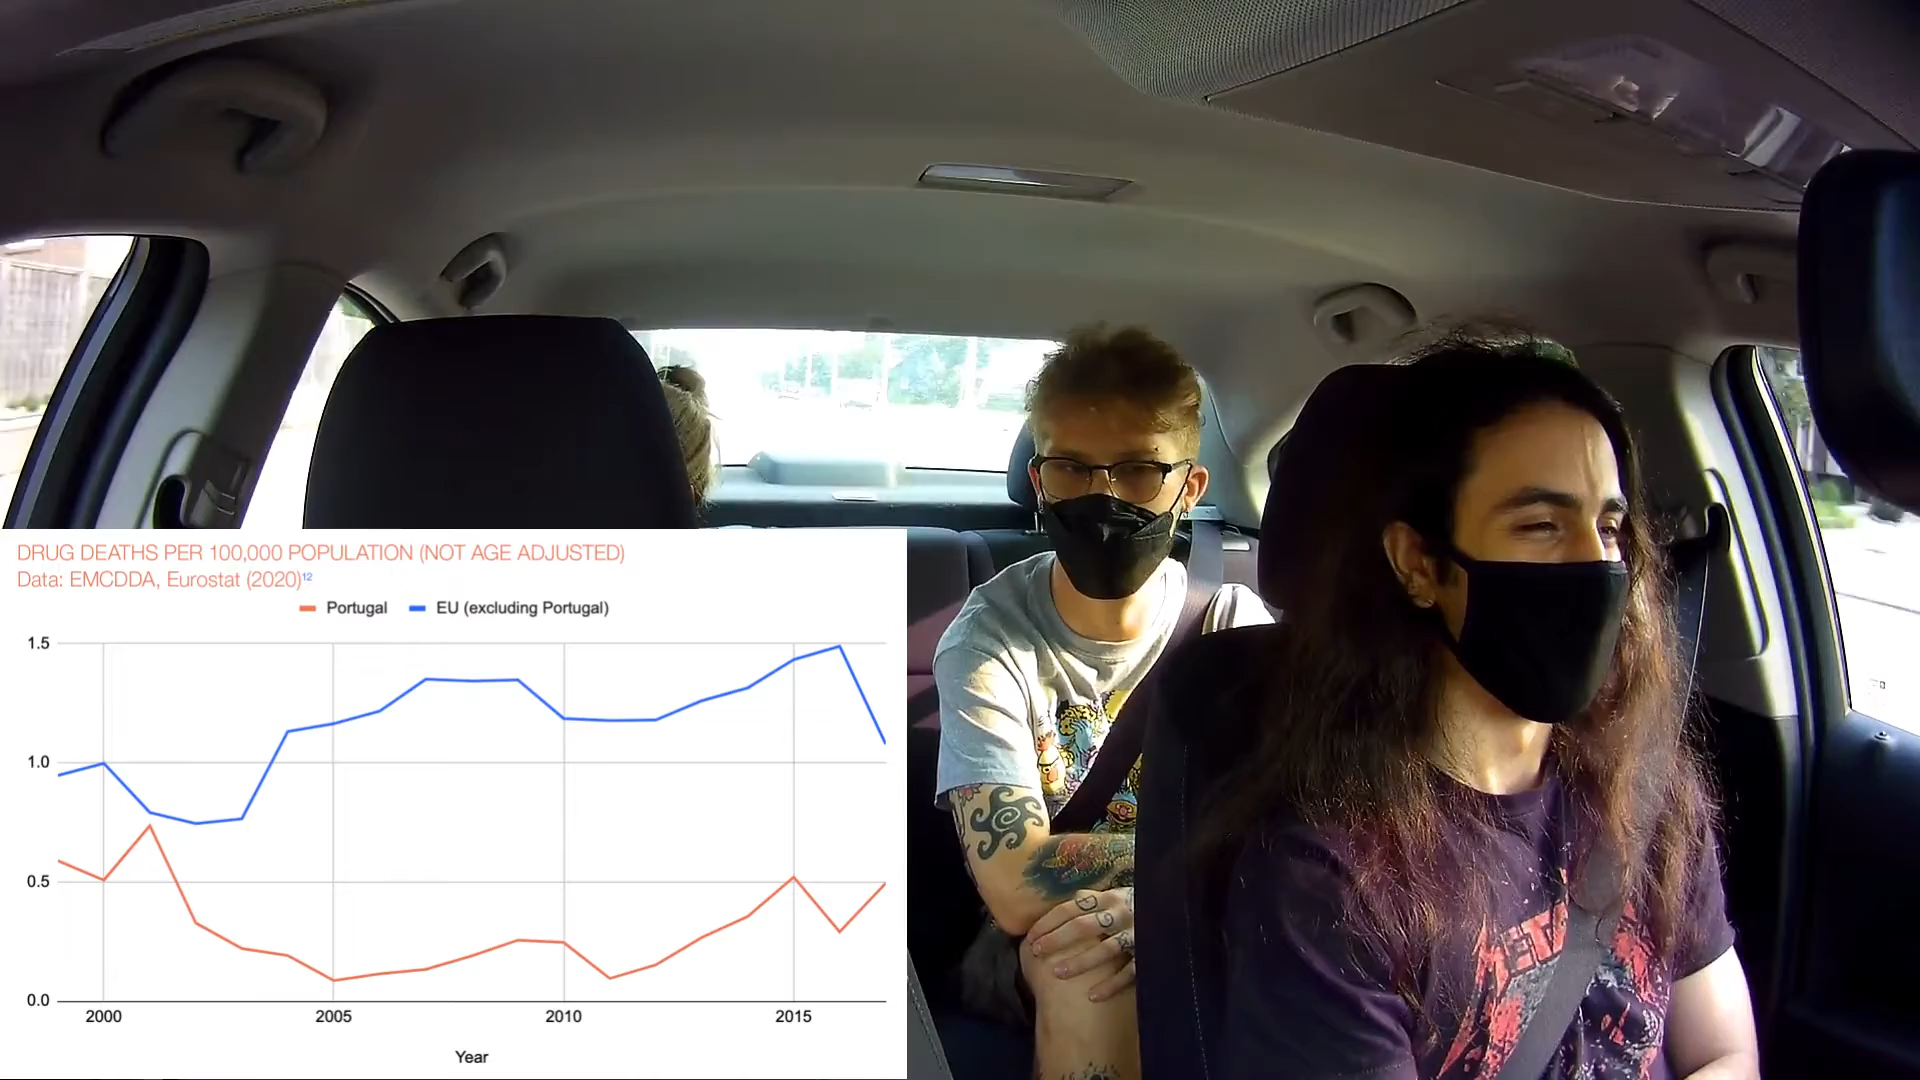 DRUG DEATHS PER 100,000 POPULATION (NOT AGE ADJUSTED)
Data: EMCDDA, Eurostat (2020)¹²
Portugal EU (excluding Portugal)
1.5
1.0
0.5
0.0
2000 2005 2010 2015
Year